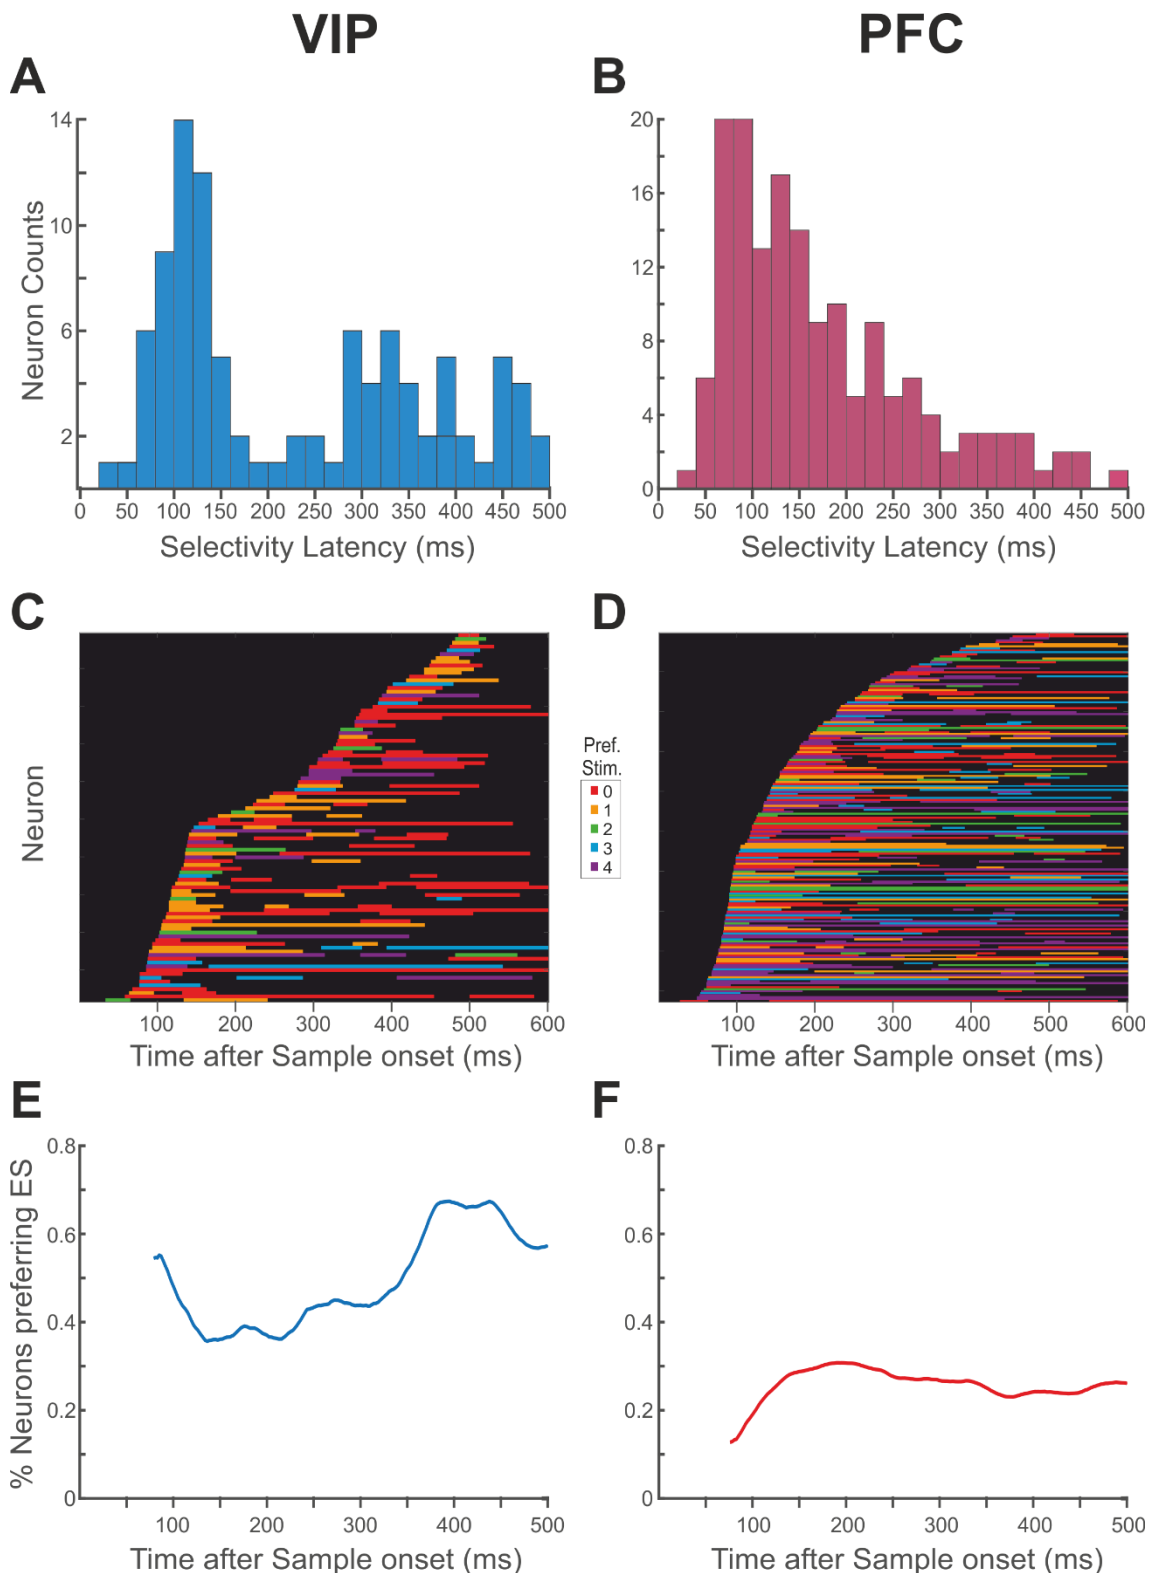 VIP
PFC
A
B
14
10
6
2
Neuron Counts
0 50 100 150 200 250 300 350 400 450 500
Selectivity Latency (ms)
20
16
12
8
4
0
0 50 100 150 200 250 300 350 400 450 500
Selectivity Latency (ms)
C
D
Neuron
100 200 300 400 500 600
Time after Sample onset (ms)
Pref.
Stim.
0
1
2
3
4
100 200 300 400 500 600
Time after Sample onset (ms)
E
F
% Neurons preferring ES
0.8
0.6
0.4
0.2
0
100 200 300 400 500
Time after Sample onset (ms)
0.8
0.6
0.4
0.2
0
100 200 300 400 500
Time after Sample onset (ms)